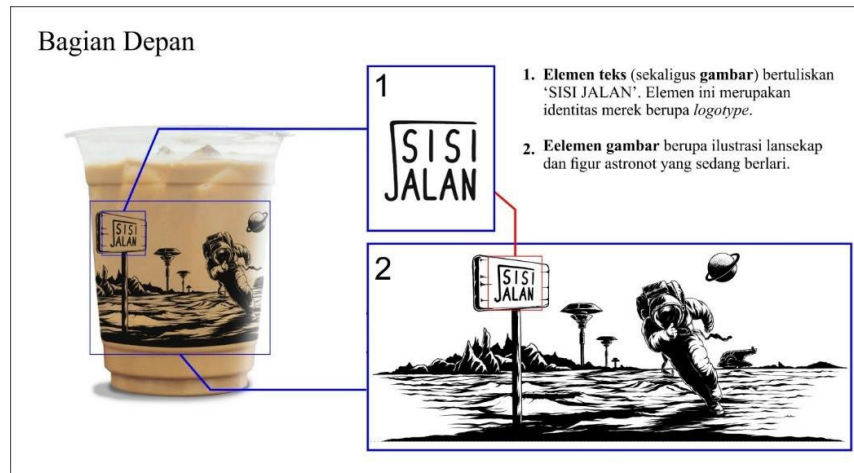 Bagian Depan
SISI
JALAN
1
SISI
JALAN
1. Elemen teks (sekaligus gambar) bertuliskan
‘SISI JALAN’. Elemen ini merupakan
identitas merek berupa logotype.
2. Eelemen gambar berupa ilustrasi lansekap
dan figur astronot yang sedang berlari.
2
SISI
JALAN